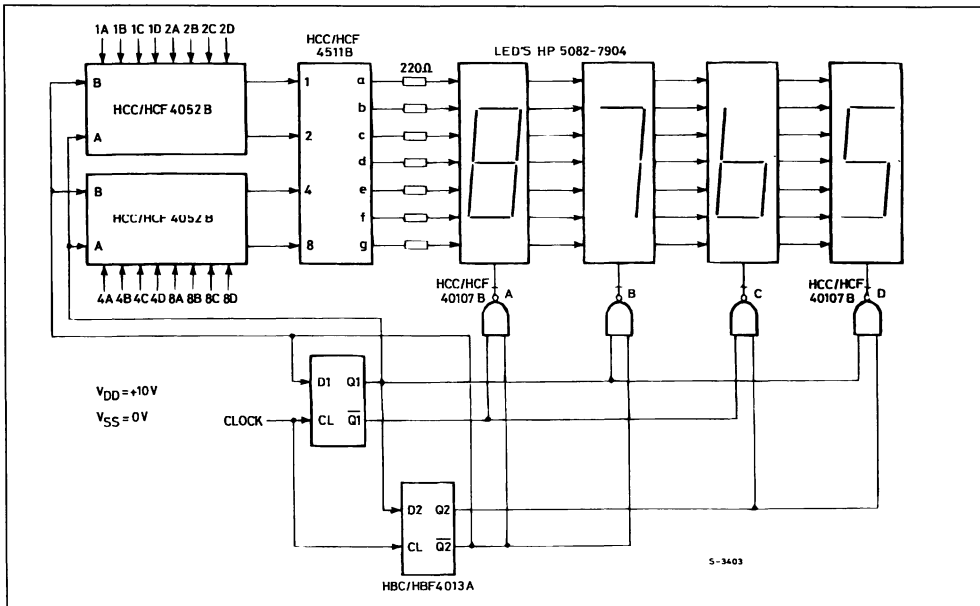 1A 1B 1C 1D 2A 2B 2C 2D
B
HCC/HCF 4052 B
A
B
HCC/HCF 4052 B
A
4A 4B 4C 4D 8A 8B 8C 8D
HCC/HCF
4511B
1
2
4
8
a
b
c
d
e
f
g
220Ω
LED'S HP 5082-7904
HCC/HCF
40107 B
A
B
C
HCC/HCF
40107 B
D
VDD=+10V
VSS=0V
CLOCK
D1 Q1
CL Q1̅
D2 Q2
CL Q2̅
HBC/HBF4013A
S-3403